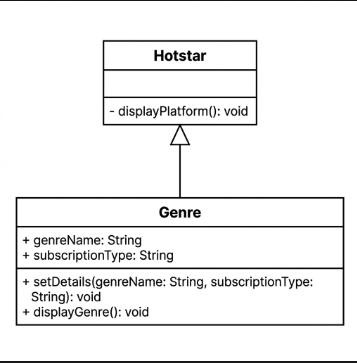 Hotstar
- displayPlatform(): void
Genre
+ genreName: String
+ subscriptionType: String
+ setDetails(genreName: String, subscriptionType:
String): void
+ displayGenre(): void